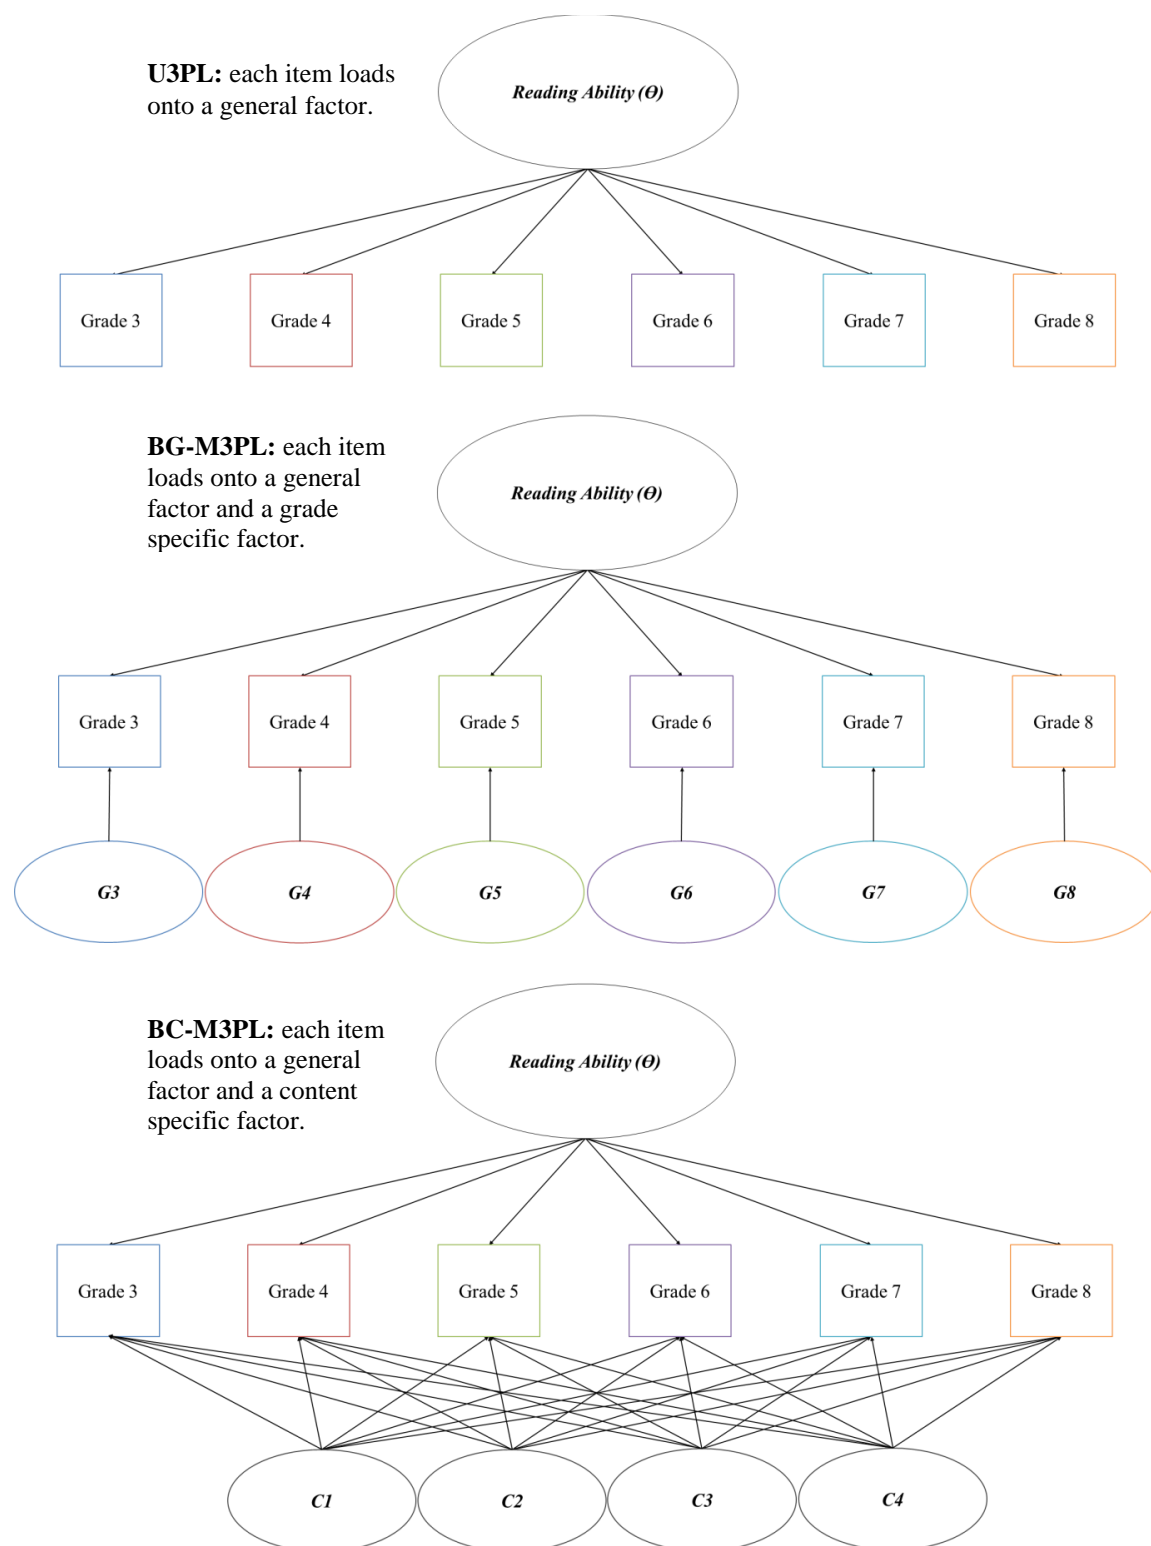 U3PL: each item loads
onto a general factor.
Reading Ability (Ɵ)
Grade 3
Grade 4
Grade 5
Grade 6
Grade 7
Grade 8
BG-M3PL: each item
loads onto a general
factor and a grade
specific factor.
Reading Ability (Ɵ)
Grade 3
Grade 4
Grade 5
Grade 6
Grade 7
Grade 8
G3
G4
G5
G6
G7
G8
BC-M3PL: each item
loads onto a general
factor and a content
specific factor.
Reading Ability (Ɵ)
Grade 3
Grade 4
Grade 5
Grade 6
Grade 7
Grade 8
C1
C2
C3
C4